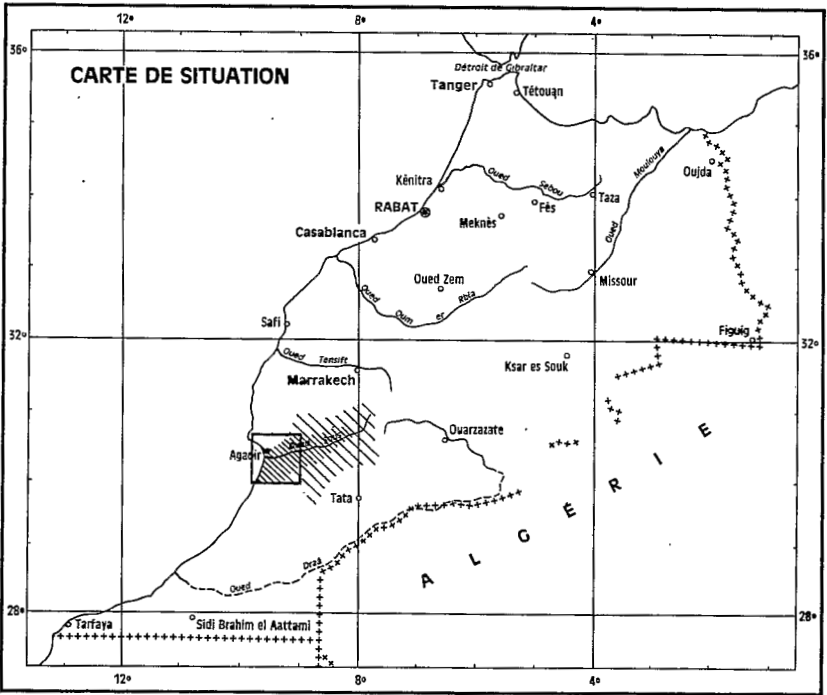 12° 8° 4°
36° 36°
CARTE DE SITUATION
Détroit de Gibraltar
Tanger
Tétouan
Oued Moulouya
Oujda
Kénitra
Oued Sebou
Taza
RABAT
Fès
Meknès
Casablanca
Oued Zem
Missour
Oued Oum er Rbia
Safi
Figuig
32° 32°
Oued Tensift
Ksar es Souk
Marrakech
Ouarzazate
Oued
Agadir
Tata
ALGÉRIE
Oued Draâ
28° 28°
Tarfaya
Sidi Brahim el Aattami
12° 8° 4°